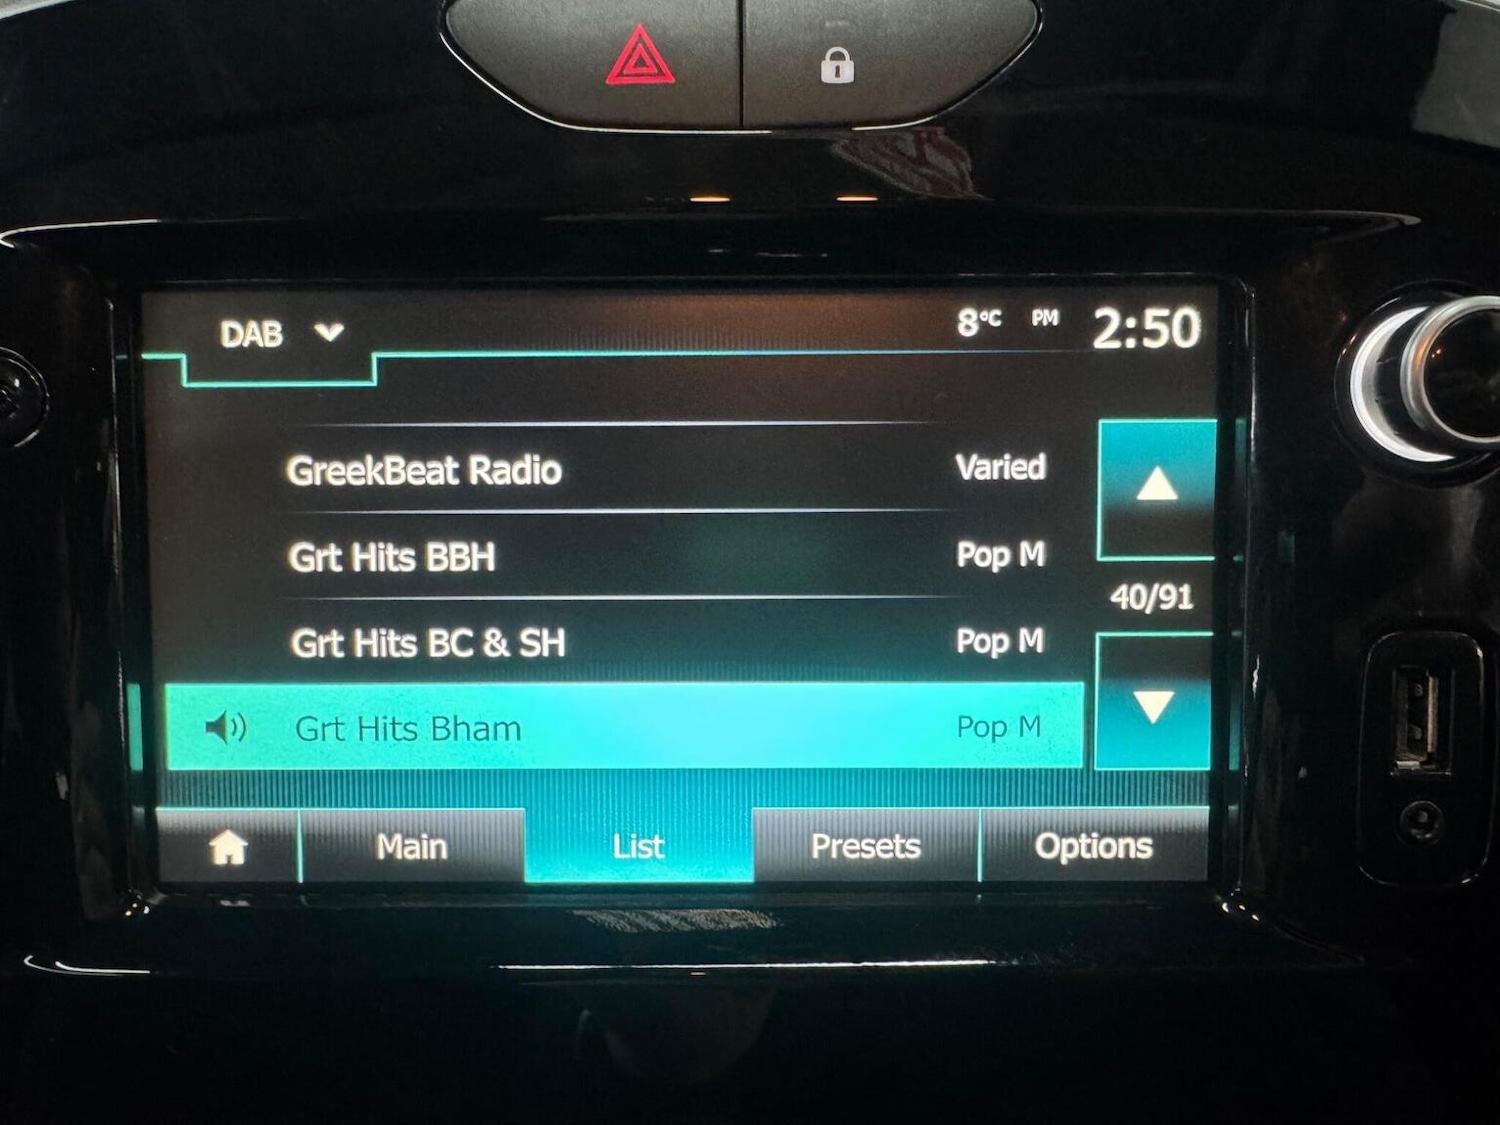 DAB 8°C PM 2:50
GreekBeat Radio Varied
Grt Hits BBH Pop M
40/91
Grt Hits BC & SH Pop M
Grt Hits Bham Pop M
Main List Presets Options